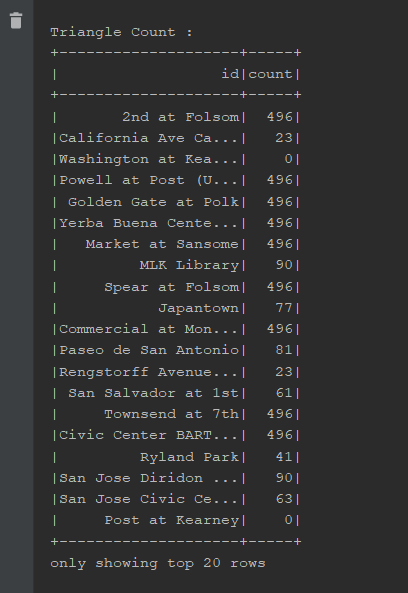 Triangle Count :
+--------------------+-----+
|                  id|count|
+--------------------+-----+
|       2nd at Folsom|  496|
|California Ave Ca...|   23|
|Washington at Kea...|    0|
|Powell at Post (U...|  496|
| Golden Gate at Polk|  496|
|Yerba Buena Cente...|  496|
|   Market at Sansome|  496|
|         MLK Library|   90|
|     Spear at Folsom|  496|
|           Japantown|   77|
|Commercial at Mon...|  496|
|Paseo de San Antonio|   81|
|Rengstorff Avenue...|   23|
| San Salvador at 1st|   61|
|     Townsend at 7th|  496|
|Civic Center BART...|  496|
|         Ryland Park|   41|
|San Jose Diridon ...|   90|
|San Jose Civic Ce...|   63|
|     Post at Kearney|    0|
+--------------------+-----+
only showing top 20 rows